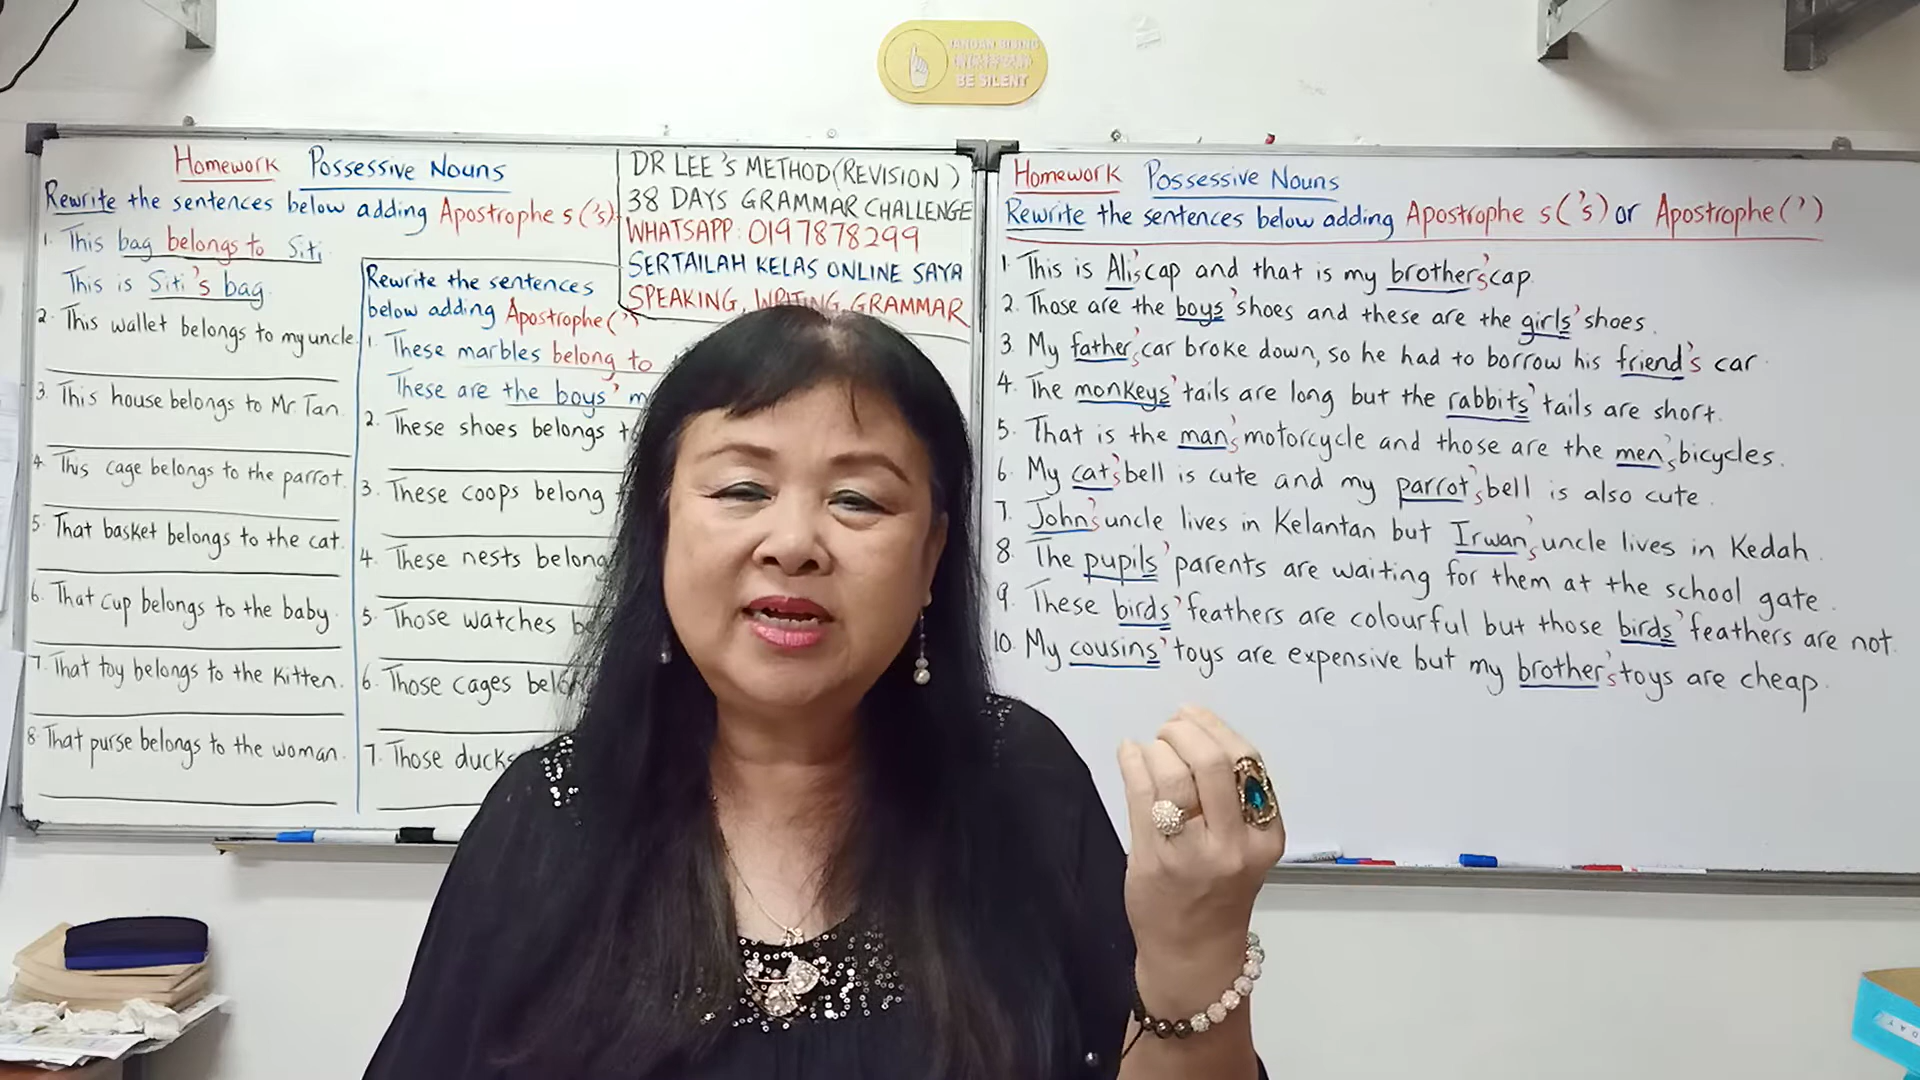 BE SILENT
Homework Possessive Nouns
Rewrite the sentences below adding Apostrophe s ('s)
1. This bag belongs to Siti
This is Siti's bag.
2. This wallet belongs to my uncle.
3. This house belongs to Mr. Tan.
4. This cage belongs to the parrot.
5. That basket belongs to the cat.
6. That cup belongs to the baby.
7. That toy belongs to the kitten.
8. That purse belongs to the woman.
DR LEE's METHOD (REVISION)
38 DAYS GRAMMAR CHALLENGE
WHATSAPP: 0197878299
SERTAILAH KELAS ONLINE SAYA
SPEAKING, WRITING, GRAMMAR
Rewrite the sentences
below adding Apostrophe (')
1. These marbles belong to
These are the boys'
2. These shoes belongs
3. These coops belong
4. These nests belong
5. Those watches
6. Those cages
7. Those ducks
Homework Possessive Nouns
Rewrite the sentences below adding Apostrophe s ('s) or Apostrophe (')
1. This is Ali's cap and that is my brother's cap.
2. Those are the boys' shoes and these are the girls' shoes.
3. My father's car broke down, so he had to borrow his friend's car
4. The monkeys' tails are long but the rabbits' tails are short.
5. That is the man's motorcycle and those are the men's bicycles.
6. My cat's bell is cute and my parrot's bell is also cute.
7. John's uncle lives in Kelantan but Irwan's uncle lives in Kedah.
8. The pupils' parents are waiting for them at the school gate.
9. These birds' feathers are colourful but those birds' feathers are not.
10. My cousins' toys are expensive but my brother's toys are cheap.